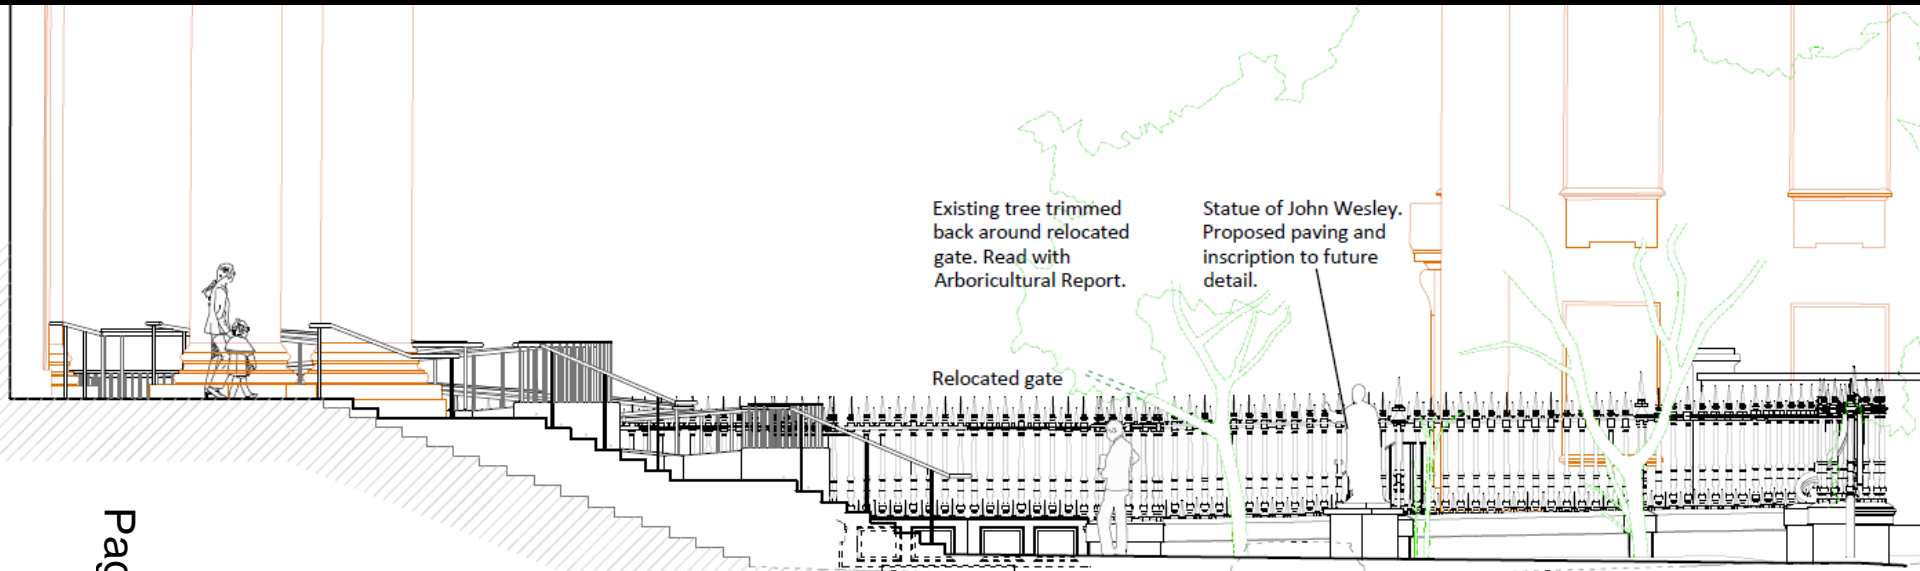 Existing tree trimmed
back around relocated
gate. Read with
Arboricultural Report.
Statue of John Wesley.
Proposed paving and
inscription to future
detail.
Relocated gate
Pag